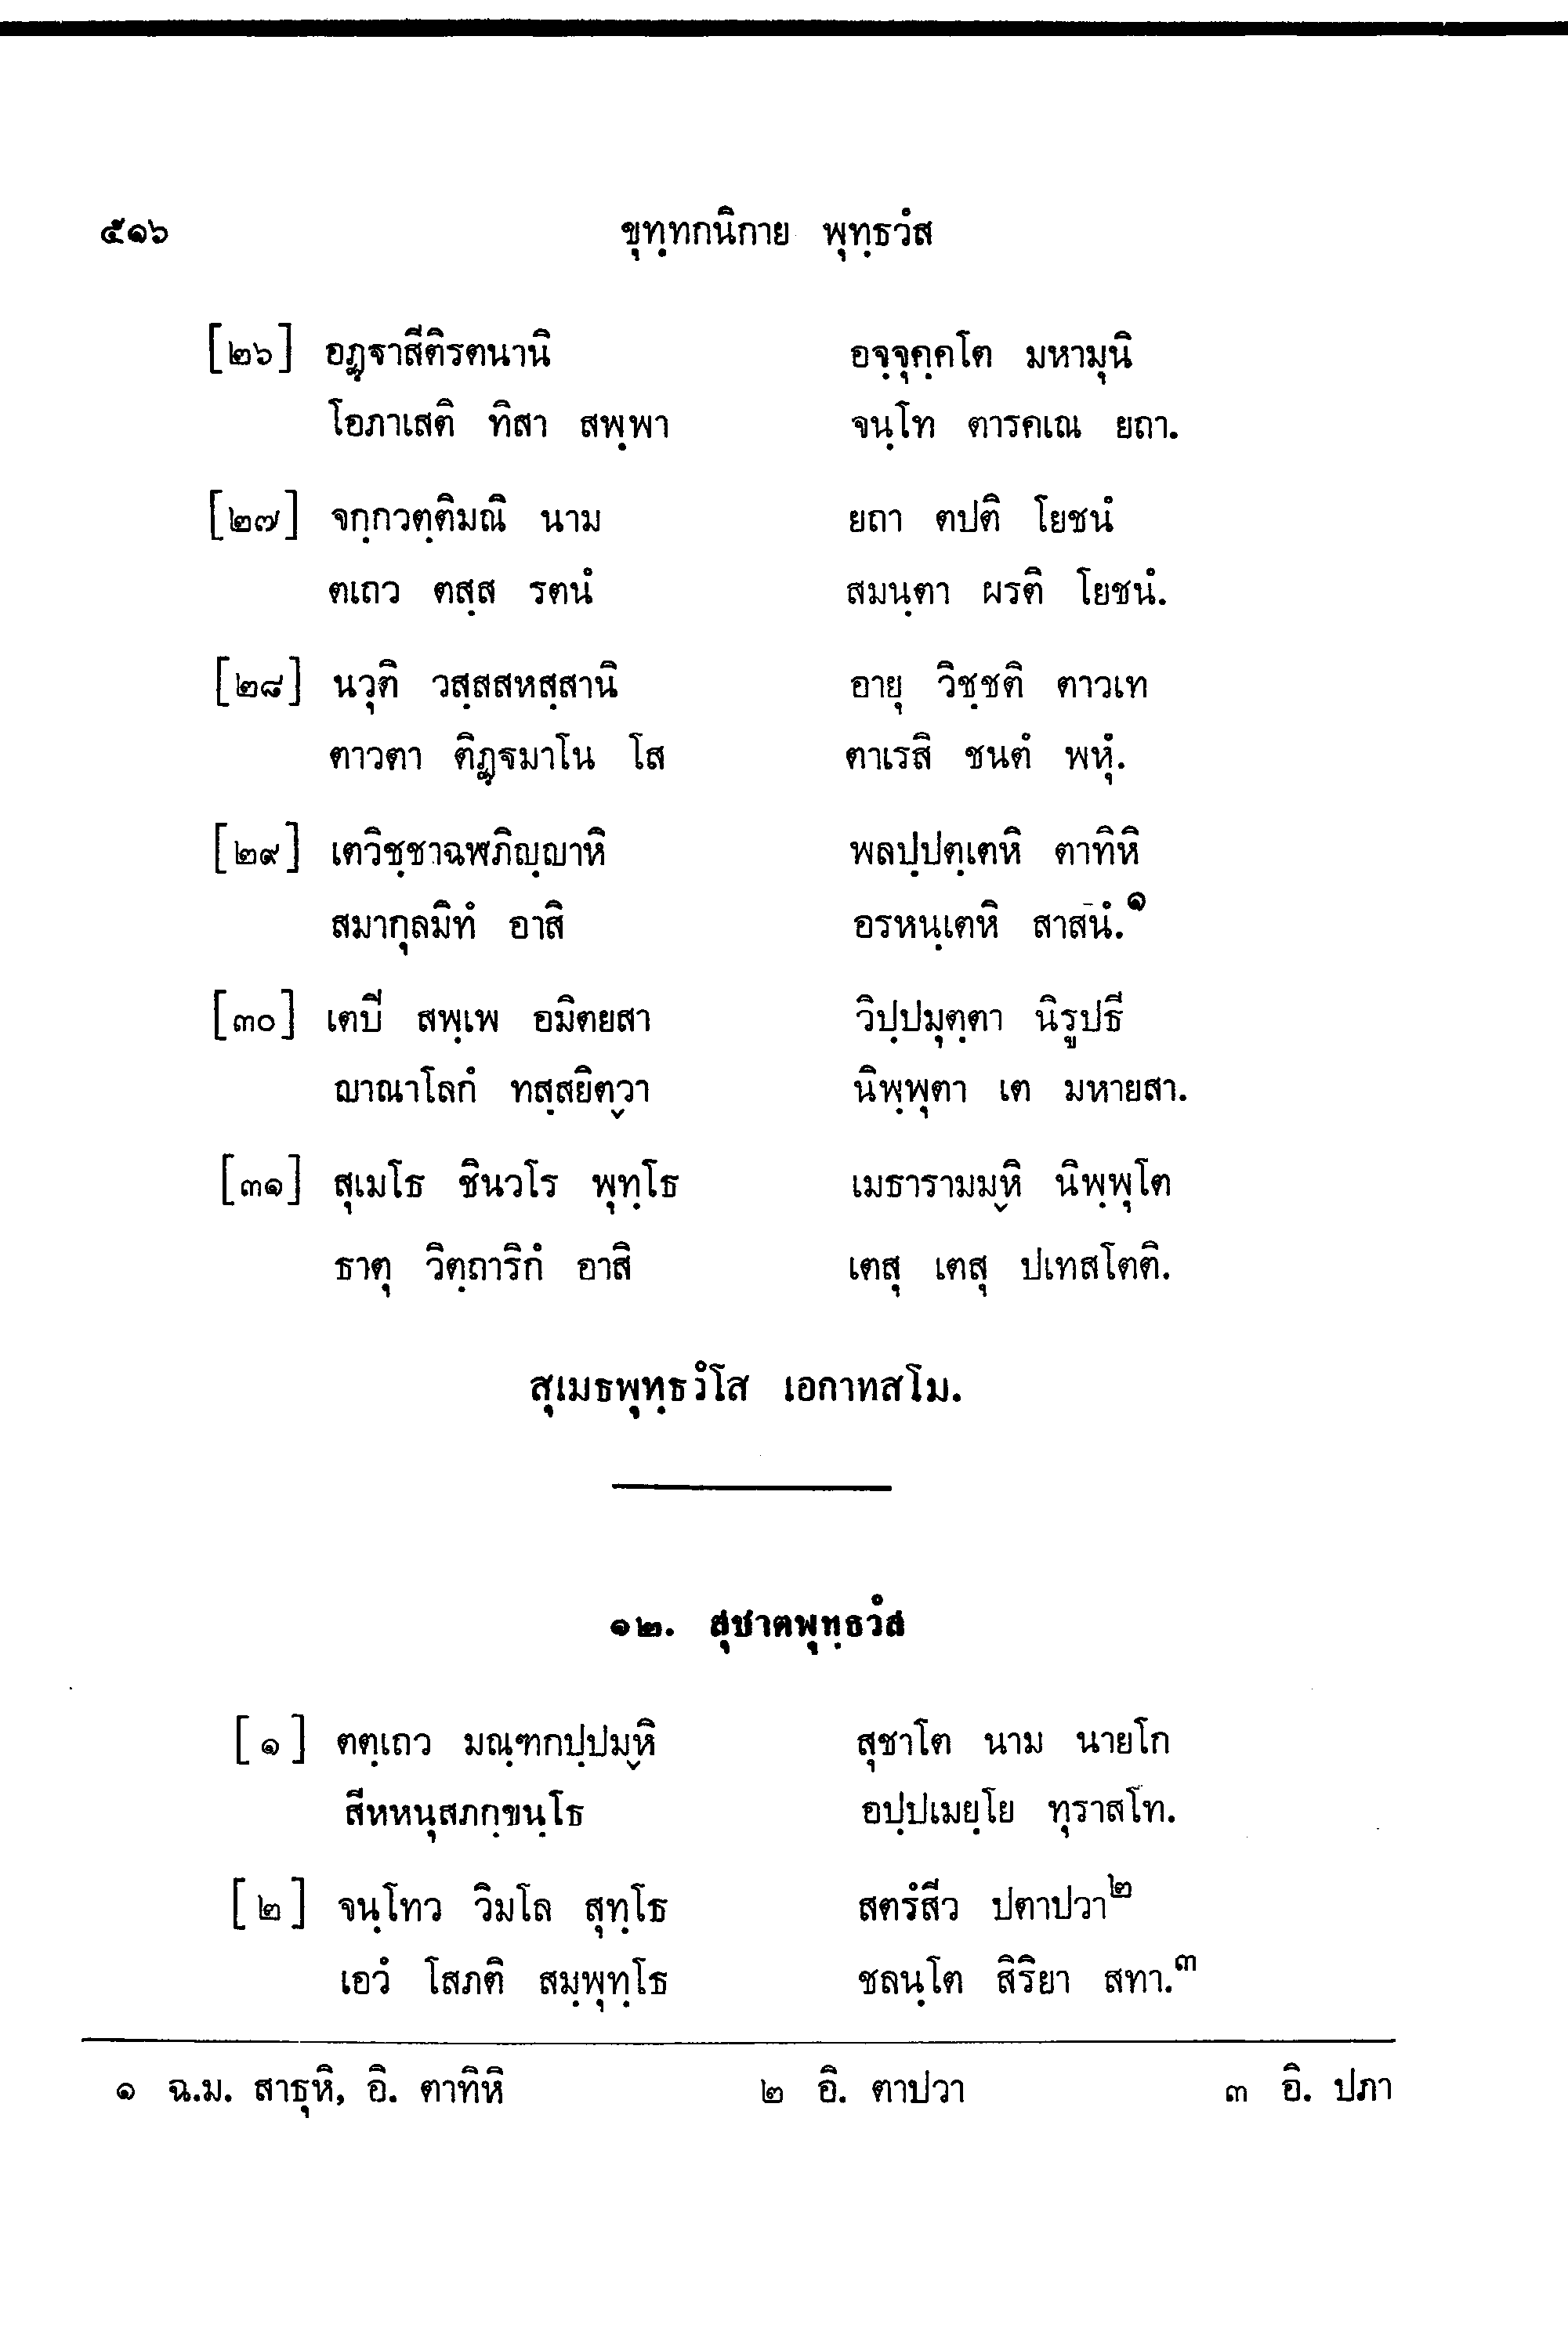 ๕๑๖ ขุทฺทกนิกาย พุทฺธวํส
[๒๖] อฏฺฐาสีติรตนานิ อจฺจุคฺคโต มหามุนิ
โอภาเสติ ทิสา สพฺพา จนฺโท ตารคเณ ยถา.
[๒๗] จกฺกวตฺติมณิ นาม ยถา ตปติ โยชนํ
ตเถว ตสฺส รตนํ สมนฺตา ผรติ โยชนํ.
[๒๘] นวุติ วสฺสสหสฺสานิ อายุ วิชฺชติ ตาวเท
ตาวตา ติฏฺฐมาโน โส ตาเรสิ ชนตํ พหุํ.
[๒๙] เตวิชฺชาฉฬภิญฺญาหิ พลปฺปตฺเตหิ ตาทิหิ
สมากุลมิทํ อาสิ อรหนฺเตหิ สาสนํ.๑
[๓๐] เตปิ สพฺเพ อมิตยสา วิปฺปมุตฺตา นิรูปธี
ญาณาโลกํ ทสฺสยิตฺวา นิพฺพุตา เต มหายสา.
[๓๑] สุเมโธ ชินวโร พุทฺโธ เมธารามมฺหิ นิพฺพุโต
ธาตุ วิตฺถาริกํ อาสิ เตสุ เตสุ ปเทสโตติ.
สุเมธพุทฺธวํโส เอกาทสโม.
๑๒. สุชาตพุทฺธวํส
[๑] ตตฺเถว มณฺฑกปฺปมฺหิ สุชาโต นาม นายโก
สีหหนุสภกฺขนฺโธ อปฺปเมยฺโย ทุราสโท.
[๒] จนฺโทว วิมโล สุทฺโธ สตรํสีว ปตาปวา๒
เอวํ โสภติ สมฺพุทฺโธ ชลนฺโต สิริยา สทา.๓
๑ ฉ.ม. สาธุหิ, อิ. ตาทิหิ ๒ อิ. ตาปวา ๓ อิ. ปภา